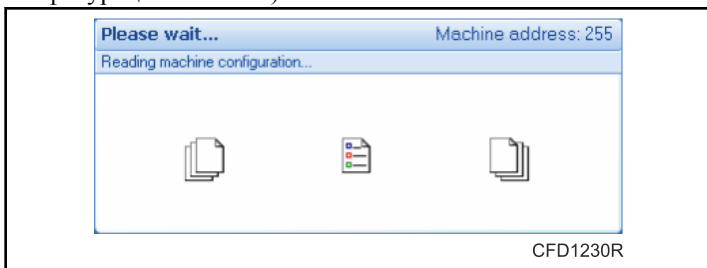 Please wait... Machine address: 255
Reading machine configuration...
CFD1230R